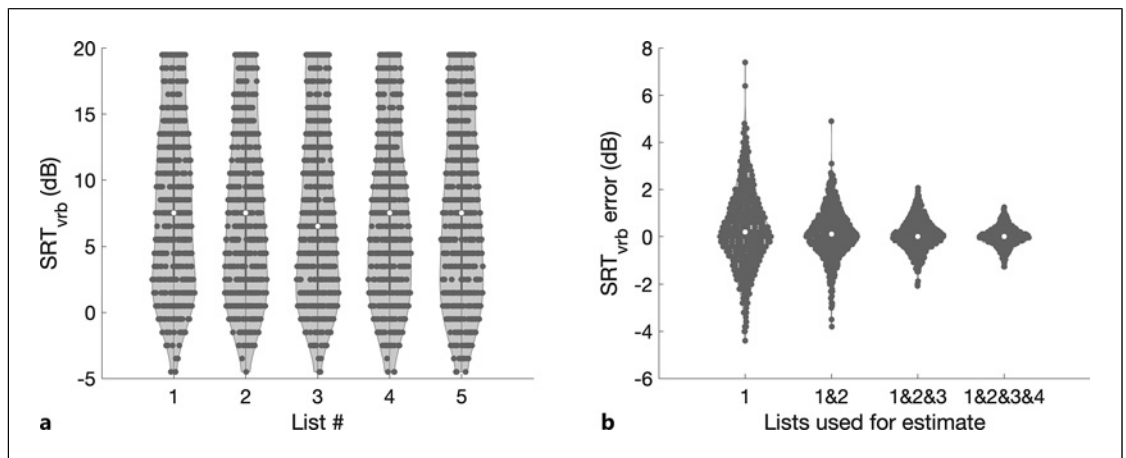 20
15
10
5
0
-5
SRTvrb (dB)
1 2 3 4 5
List #
a
8
6
4
2
0
-2
-4
-6
SRTvrb error (dB)
1 1&2 1&2&3 1&2&3&4
Lists used for estimate
b